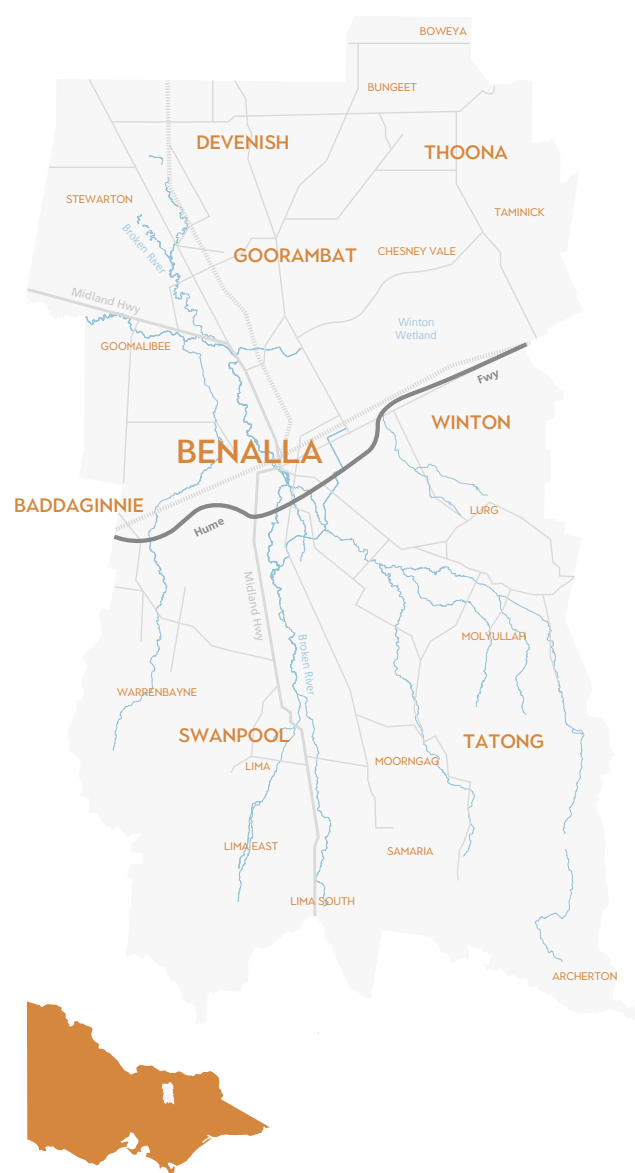 BOWEYA
BUNGEET
DEVENISH
THOONA
STEWARTON
TAMINICK
Broken River
GOORAMBAT
CHESNEY VALE
Midland Hwy
Winton
Wetland
GOOMALIBEE
Fwy
WINTON
BENALLA
BADDAGINNIE
LURG
Hume
Midland Hwy
MOLYULLAH
Broken River
WARRENBAYNE
SWANPOOL
TATONG
LIMA
MOORNGAG
LIMA EAST
SAMARIA
LIMA SOUTH
ARCHERTON